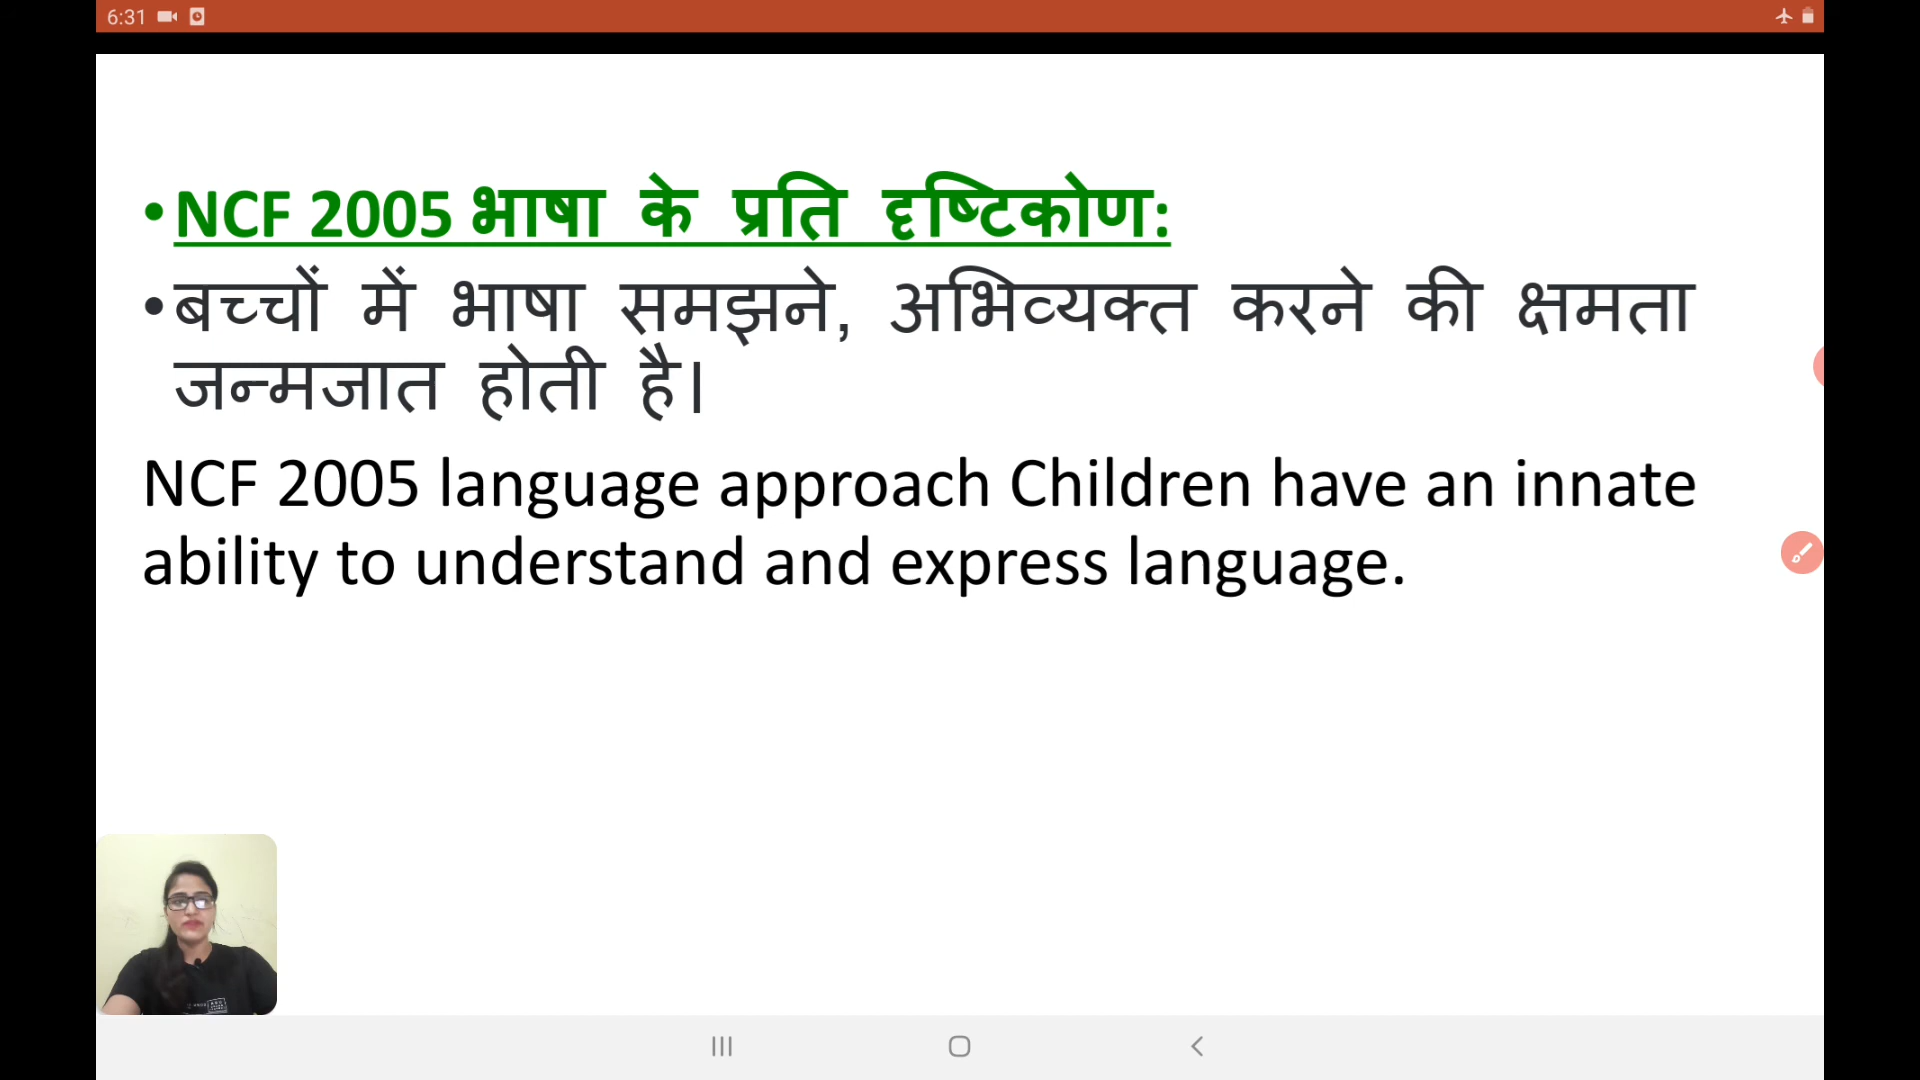 6:31
•NCF 2005 भाषा के प्रति दृष्टिकोण:
•बच्चों में भाषा समझने, अभिव्यक्त करने की क्षमता
जन्मजात होती है।
NCF 2005 language approach Children have an innate
ability to understand and express language.